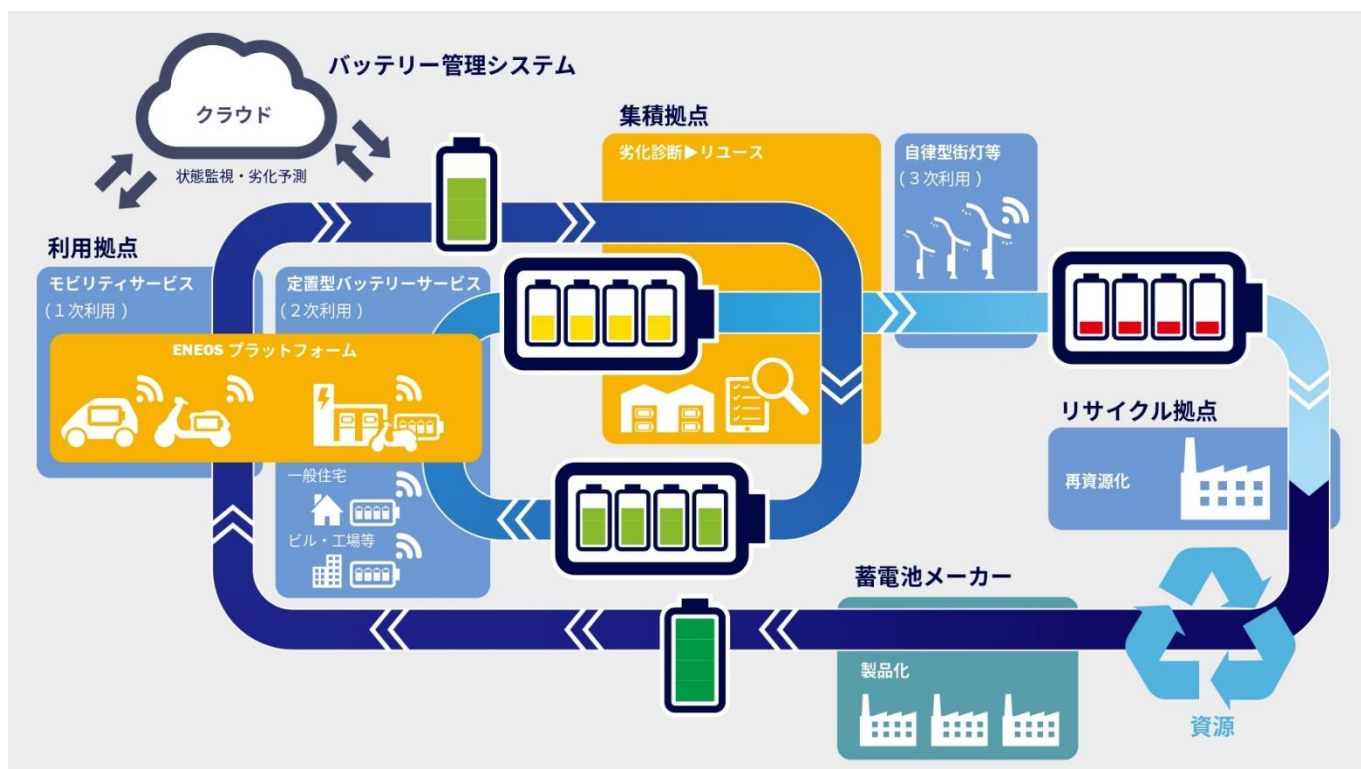 バッテリー管理システム
クラウド
状態監視・劣化予測
集積拠点
劣化診断▶リユース
自律型街灯等
(3次利用)
利用拠点
モビリティサービス
(1次利用)
定置型バッテリーサービス
(2次利用)
ENEOS プラットフォーム
一般住宅
ビル・工場等
リサイクル拠点
再資源化
蓄電池メーカー
製品化
資源